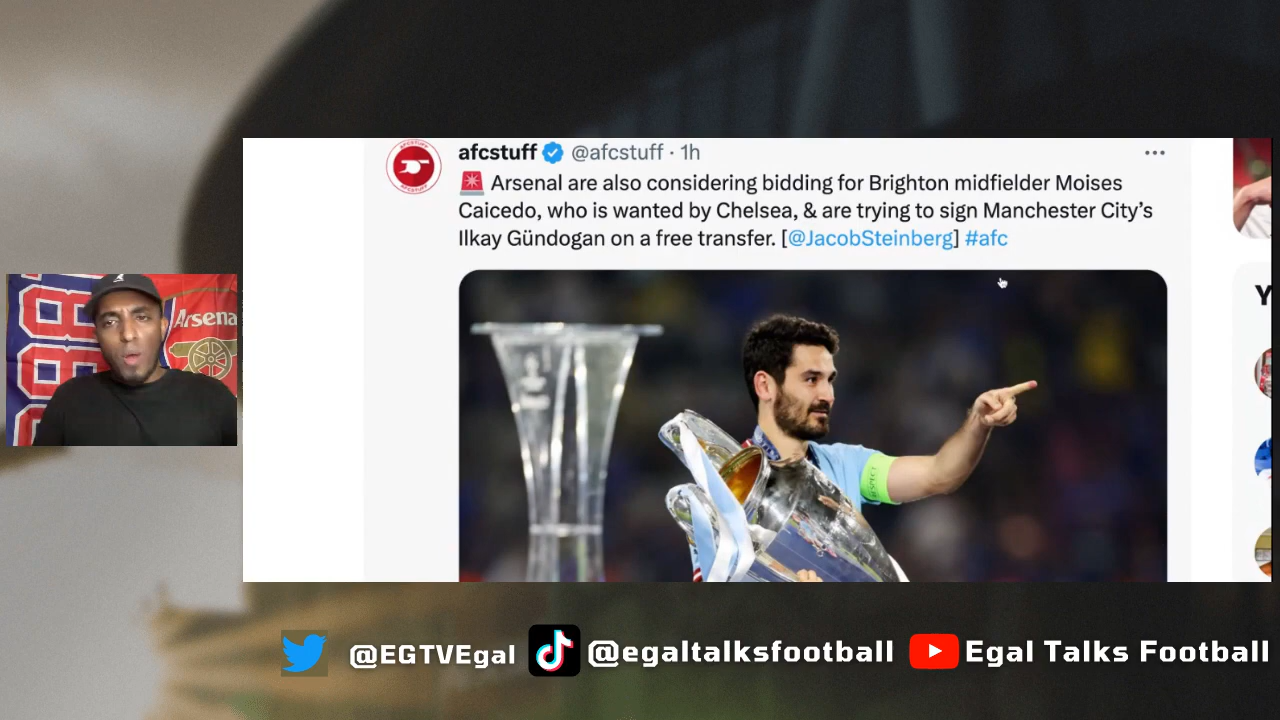 afcstuff @afcstuff · 1h
🚨 Arsenal are also considering bidding for Brighton midfielder Moises
Caicedo, who is wanted by Chelsea, & are trying to sign Manchester City's
Ilkay Gündogan on a free transfer. [@JacobSteinberg] #afc
Arsena
@EGTVEgal
@egaltalksfootball
Egal Talks Football